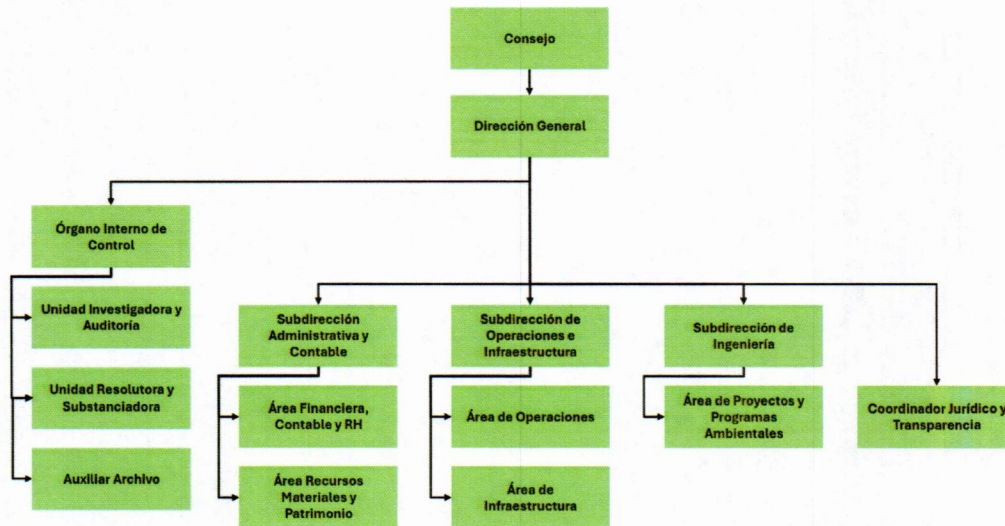 Consejo
Dirección General
Órgano Interno de
Control
Unidad Investigadora y
Auditoría
Unidad Resolutora y
Substanciadora
Auxiliar Archivo
Subdirección
Administrativa y
Contable
Área Financiera,
Contable y RH
Área Recursos
Materiales y
Patrimonio
Subdirección de
Operaciones e
Infraestructura
Área de Operaciones
Área de
Infraestructura
Subdirección de
Ingeniería
Área de Proyectos y
Programas
Ambientales
Coordinador Jurídico y
Transparencia